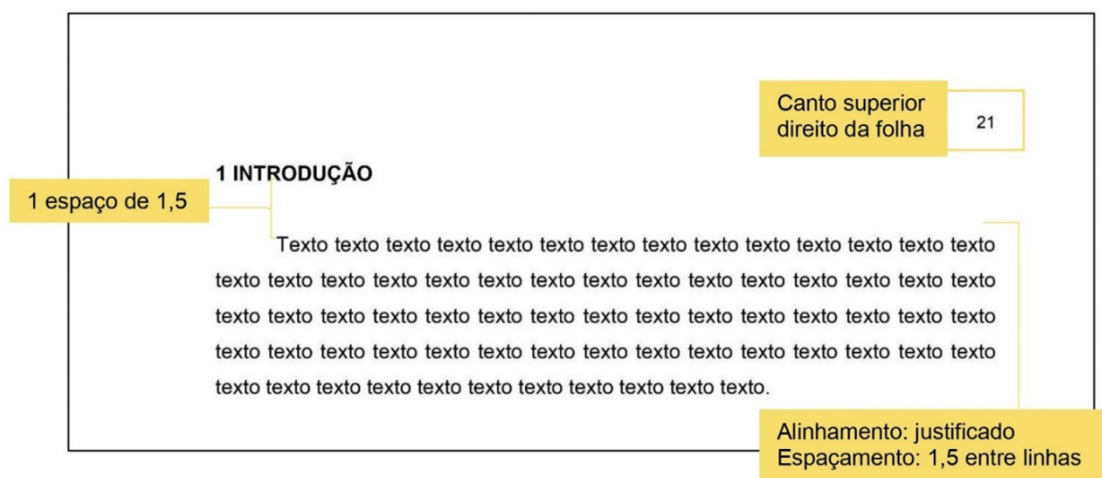 Canto superior
direito da folha
21
1 INTRODUÇÃO
1 espaço de 1,5
Texto texto texto texto texto texto texto texto texto texto texto texto texto texto
texto texto texto texto texto texto texto texto texto texto texto texto texto texto texto
texto texto texto texto texto texto texto texto texto texto texto texto texto texto texto
texto texto texto texto texto texto texto texto texto texto texto texto texto texto texto
texto texto texto texto texto texto texto texto texto texto texto.
Alinhamento: justificado
Espaçamento: 1,5 entre linhas